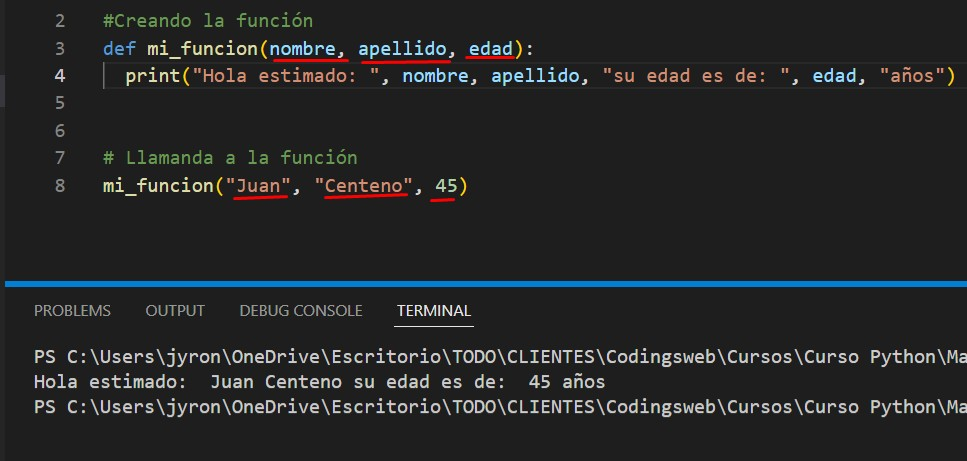 2 #Creando la función
3 def mi_funcion(nombre, apellido, edad):
4 print("Hola estimado: ", nombre, apellido, "su edad es de: ", edad, "años")
5
6
7 # Llamanda a la función
8 mi_funcion("Juan", "Centeno", 45)
PROBLEMS OUTPUT DEBUG CONSOLE TERMINAL
PS C:\Users\jyron\OneDrive\Escritorio\TODO\CLIENTES\Codingsweb\Cursos\Curso Python\Ma
Hola estimado:  Juan Centeno su edad es de:  45 años
PS C:\Users\jyron\OneDrive\Escritorio\TODO\CLIENTES\Codingsweb\Cursos\Curso Python\Ma